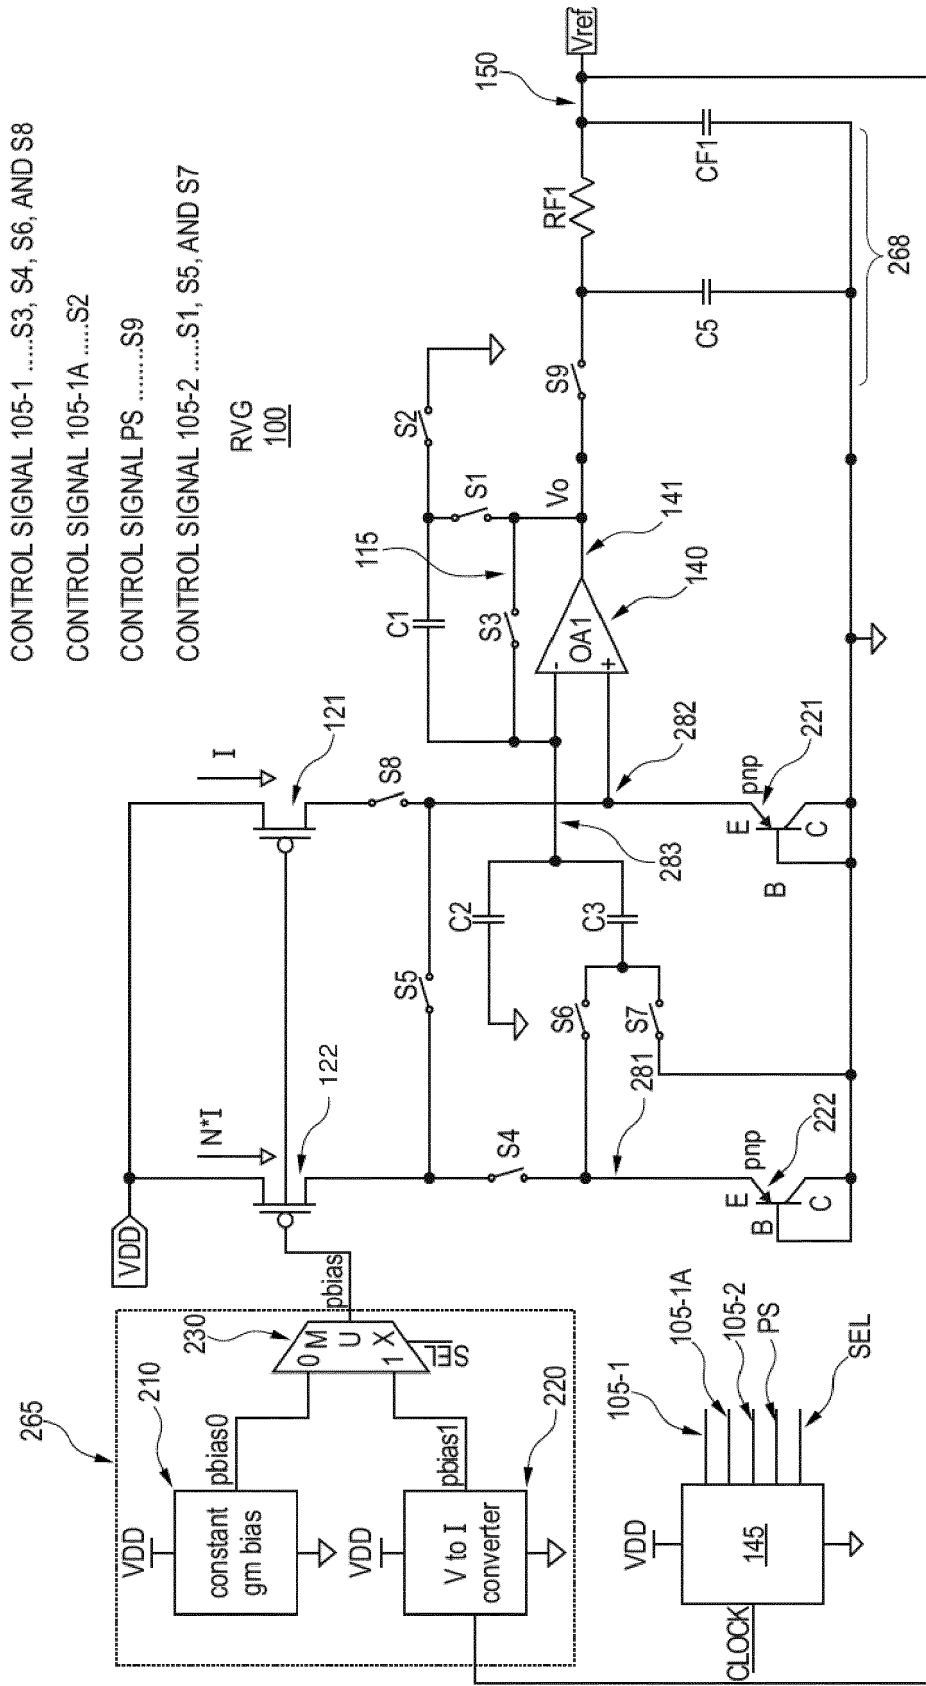 CONTROL SIGNAL 105-1 .....S3, S4, S6, AND S8
CONTROL SIGNAL 105-1A .....S2
CONTROL SIGNAL PS ........S9
CONTROL SIGNAL 105-2 .....S1, S5, AND S7
RVG
100
265
210
VDD
constant
gm bias
pbias0
230
0
M
U
X
1
SEL
pbias
VDD
V to I
converter
pbias1
220
VDD
N*I
122
I
121
S8
S5
S4
C2
C3
S6
S7
281
283
282
C1
S1
S2
S3
115
OA1
-
+
140
141
Vo
S9
RF1
150
Vref
C5
CF1
268
pnp
E
B
C
222
pnp
E
B
C
221
VDD
CLOCK
145
105-1
105-1A
105-2
PS
SEL